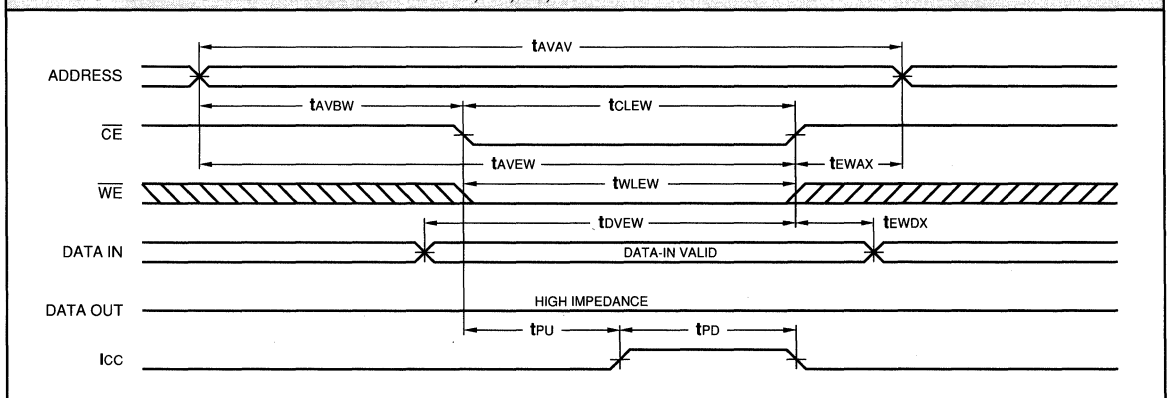 tAVAV
ADDRESS
tAVBW
tCLEW
CE
tAVEW
tEWAX
WE
tWLEW
tDVEW
tEWDX
DATA IN
DATA-IN VALID
DATA OUT
HIGH IMPEDANCE
tPU
tPD
ICC